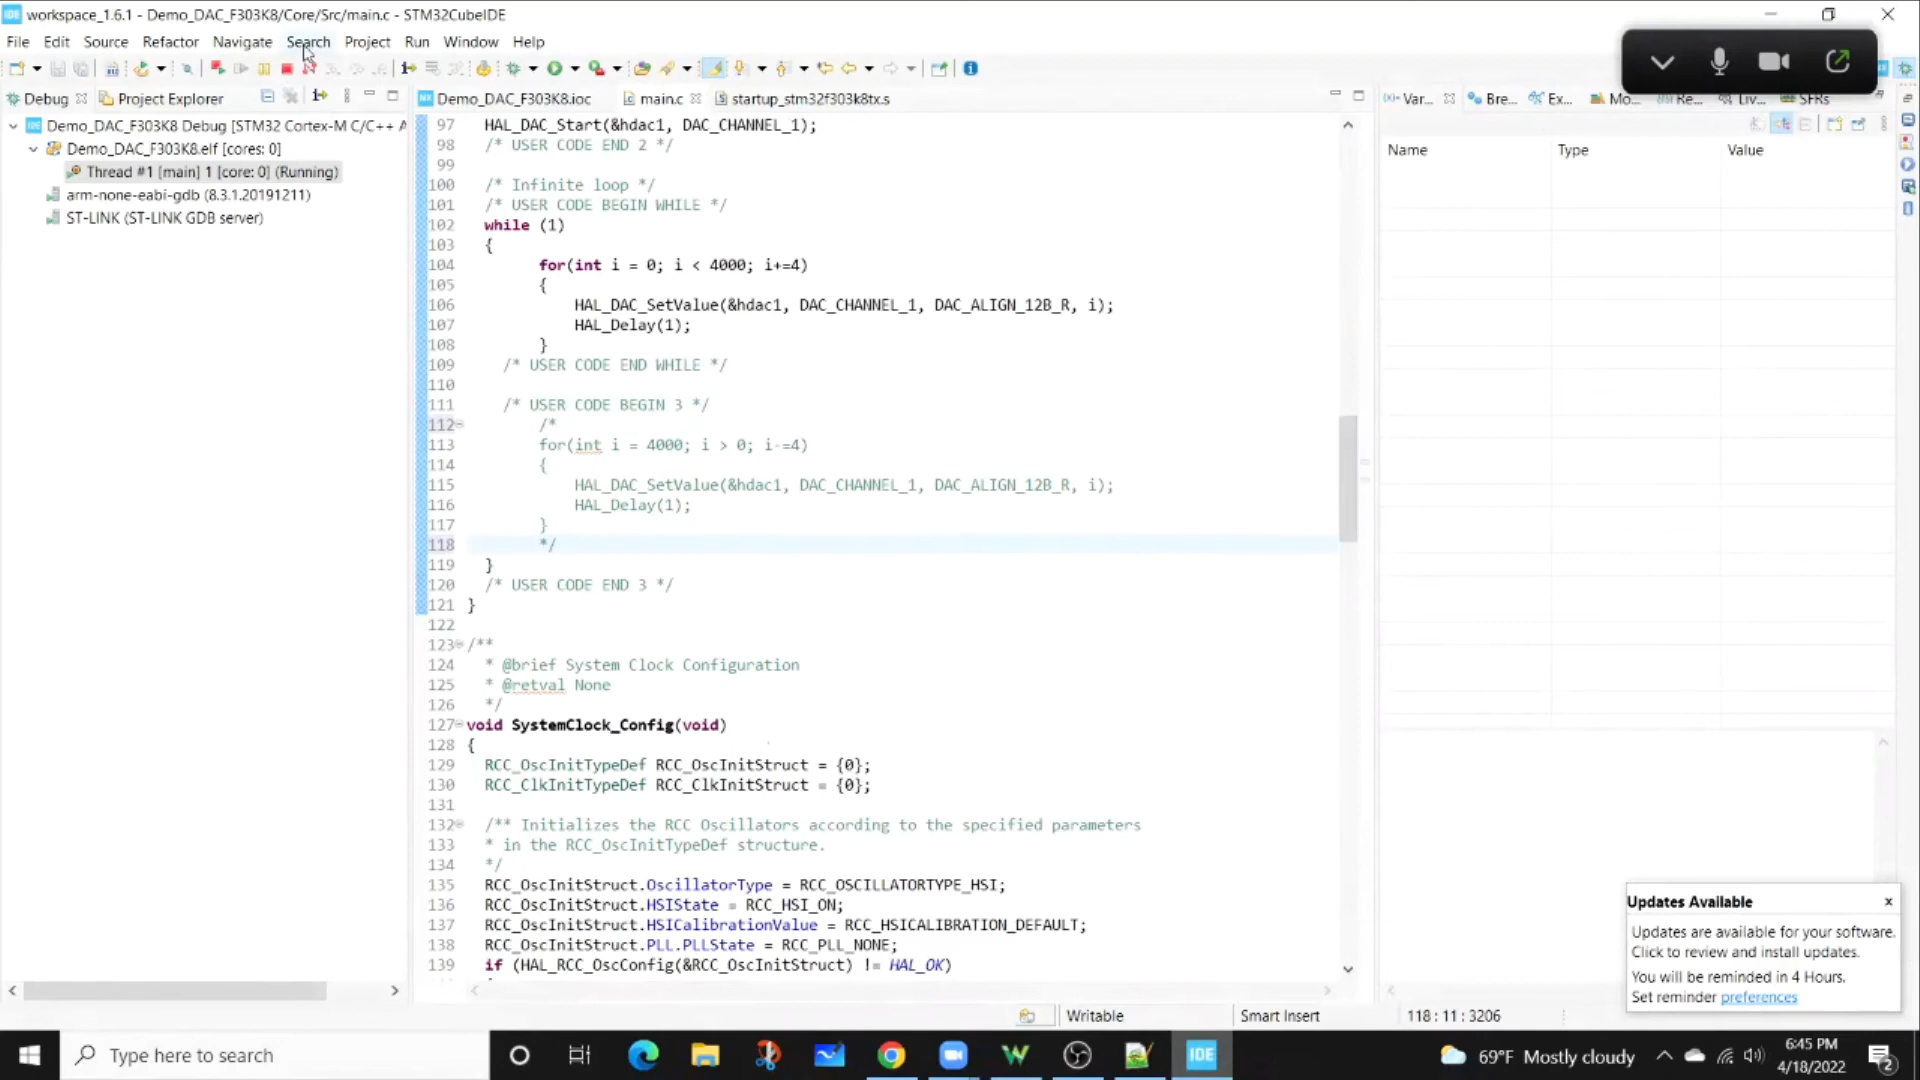 workspace_1.6.1 - Demo_DAC_F303K8/Core/Src/main.c - STM32CubeIDE
File Edit Source Refactor Navigate Search Project Run Window Help
Debug Project Explorer
Demo_DAC_F303K8.ioc main.c startup_stm32f303k8tx.s
Var... Bre... Ex... Mo... Re... Liv... SFRs
Demo_DAC_F303K8 Debug [STM32 Cortex-M C/C++ A
Demo_DAC_F303K8.elf [cores: 0]
Thread #1 [main] 1 [core: 0] (Running)
arm-none-eabi-gdb (8.3.1.20191211)
ST-LINK (ST-LINK GDB server)
97 HAL_DAC_Start(&hdac1, DAC_CHANNEL_1);
98 /* USER CODE END 2 */
99
100 /* Infinite loop */
101 /* USER CODE BEGIN WHILE */
102 while (1)
103 {
104 for(int i = 0; i < 4000; i+=4)
105 {
106 HAL_DAC_SetValue(&hdac1, DAC_CHANNEL_1, DAC_ALIGN_12B_R, i);
107 HAL_Delay(1);
108 }
109 /* USER CODE END WHILE */
110
111 /* USER CODE BEGIN 3 */
112 /*
113 for(int i = 4000; i > 0; i-=4)
114 {
115 HAL_DAC_SetValue(&hdac1, DAC_CHANNEL_1, DAC_ALIGN_12B_R, i);
116 HAL_Delay(1);
117 }
118 */
119 }
120 /* USER CODE END 3 */
121 }
122
123 /**
124 * @brief System Clock Configuration
125 * @retval None
126 */
127 void SystemClock_Config(void)
128 {
129 RCC_OscInitTypeDef RCC_OscInitStruct = {0};
130 RCC_ClkInitTypeDef RCC_ClkInitStruct = {0};
131
132 /** Initializes the RCC Oscillators according to the specified parameters
133 * in the RCC_OscInitTypeDef structure.
134 */
135 RCC_OscInitStruct.OscillatorType = RCC_OSCILLATORTYPE_HSI;
136 RCC_OscInitStruct.HSIState = RCC_HSI_ON;
137 RCC_OscInitStruct.HSICalibrationValue = RCC_HSICALIBRATION_DEFAULT;
138 RCC_OscInitStruct.PLL.PLLState = RCC_PLL_NONE;
139 if (HAL_RCC_OscConfig(&RCC_OscInitStruct) != HAL_OK)
Name Type Value
Updates Available
Updates are available for your software.
Click to review and install updates.
You will be reminded in 4 Hours.
Set reminder preferences
Writable Smart Insert 118 : 11 : 3206
Type here to search
IDE
69°F Mostly cloudy
6:45 PM
4/18/2022
2